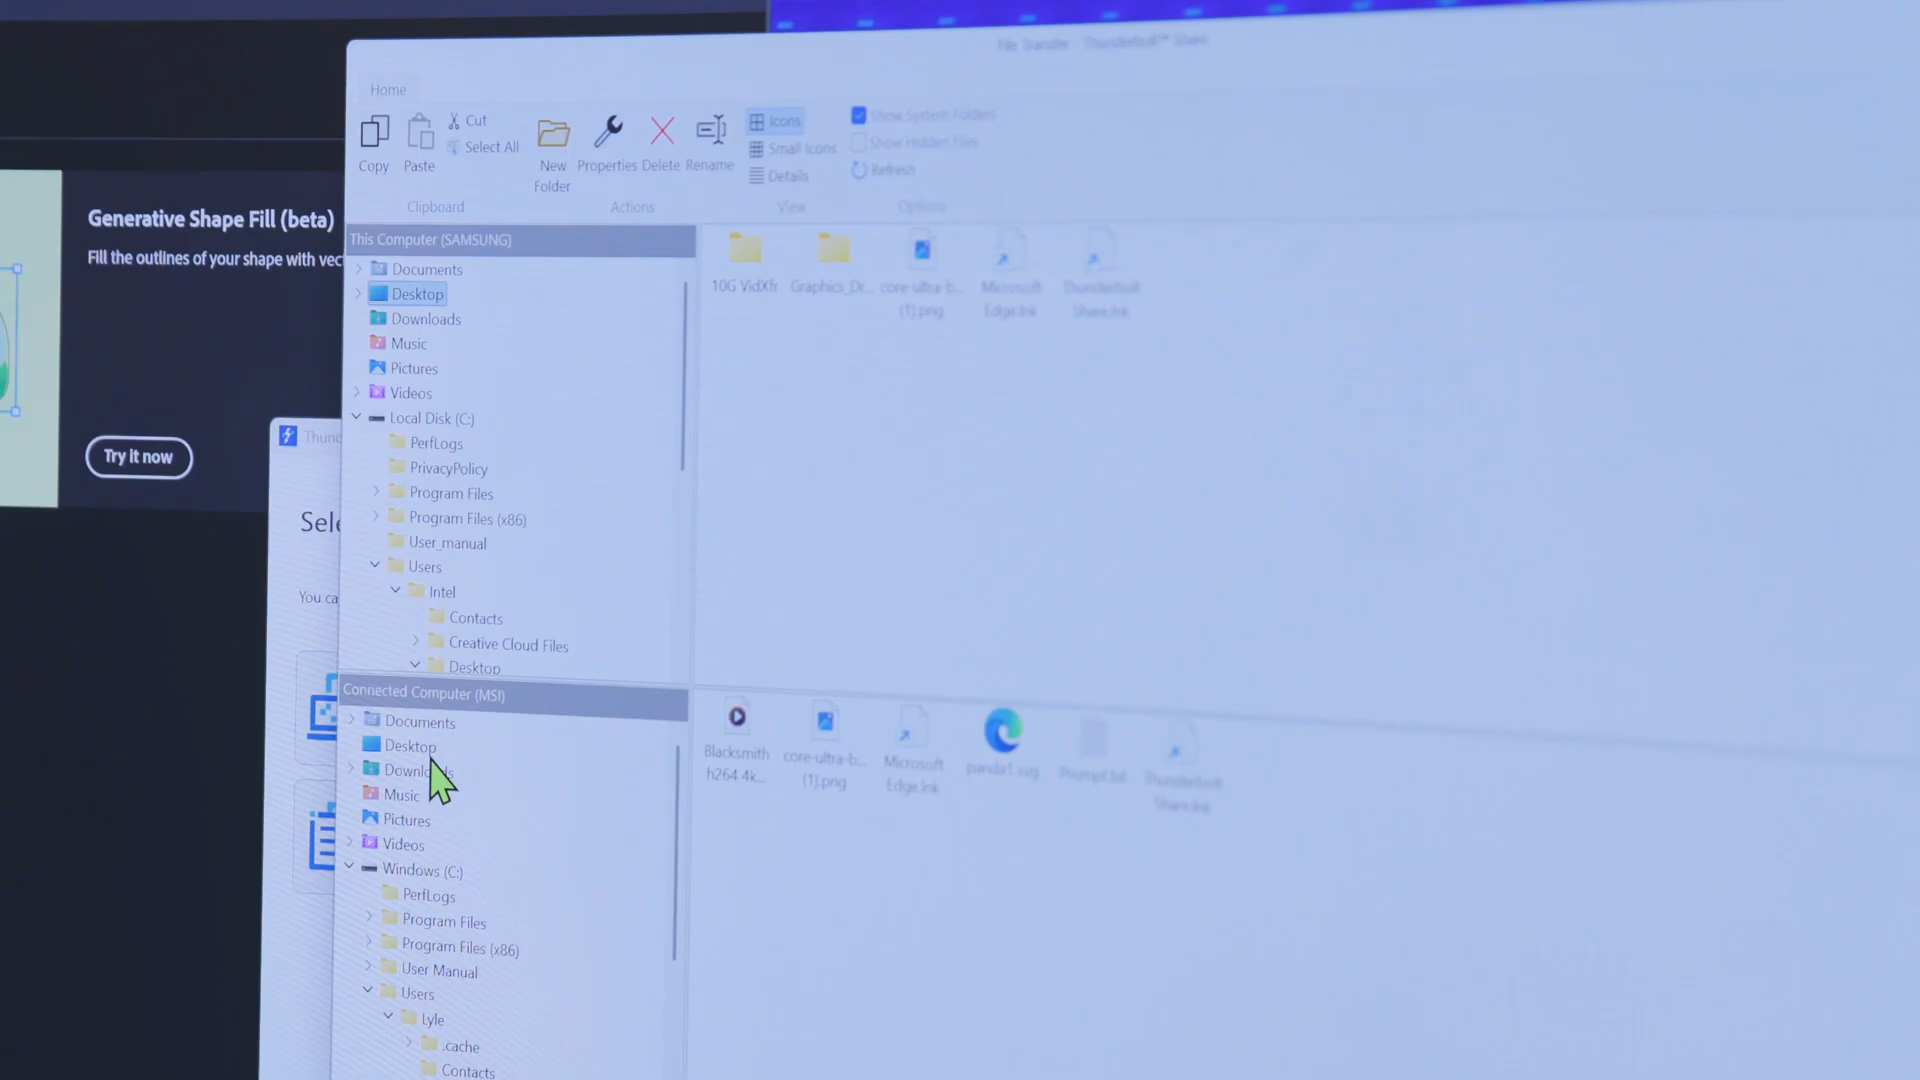 File Transfer - Thunderbolt™ Share
Home
Copy
Paste
Cut
Select All
New
Folder
Properties
Delete
Rename
Icons
Small Icons
Details
Show System Folders
Show Hidden Files
Refresh
Clipboard
Actions
View
Options
Generative Shape Fill (beta)
Fill the outlines of your shape with vec
Try it now
Thun
Sele
You ca
This Computer (SAMSUNG)
Documents
Desktop
Downloads
Music
Pictures
Videos
Local Disk (C:)
PerfLogs
PrivacyPolicy
Program Files
Program Files (x86)
User_manual
Users
Intel
Contacts
Creative Cloud Files
Desktop
10G VidXfr
Graphics_Dr...
core-ultra-b...
(1).png
Microsoft
Edge.lnk
Thunderbolt
Share.lnk
Connected Computer (MSI)
Documents
Desktop
Downloads
Music
Pictures
Videos
Windows (C:)
PerfLogs
Program Files
Program Files (x86)
User Manual
Users
Lyle
.cache
Contacts
Blacksmith
h264 4k...
core-ultra-b...
(1).png
Microsoft
Edge.lnk
panda1.svg
Prompt.txt
Thunderbolt
Share.lnk